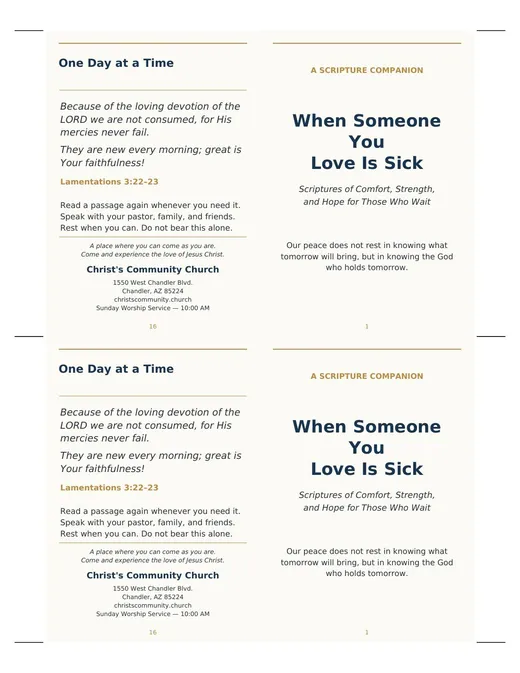 One Day at a Time
Because of the loving devotion of the
LORD we are not consumed, for His
mercies never fail.
They are new every morning; great is
Your faithfulness!
Lamentations 3:22–23
Read a passage again whenever you need it.
Speak with your pastor, family, and friends.
Rest when you can. Do not bear this alone.
A place where you can come as you are.
Come and experience the love of Jesus Christ.
Christ's Community Church
1550 West Chandler Blvd.
Chandler, AZ 85224
christscommunity.church
Sunday Worship Service — 10:00 AM
16
A SCRIPTURE COMPANION
When Someone
You
Love Is Sick
Scriptures of Comfort, Strength,
and Hope for Those Who Wait
Our peace does not rest in knowing what
tomorrow will bring, but in knowing the God
who holds tomorrow.
1
One Day at a Time
Because of the loving devotion of the
LORD we are not consumed, for His
mercies never fail.
They are new every morning; great is
Your faithfulness!
Lamentations 3:22–23
Read a passage again whenever you need it.
Speak with your pastor, family, and friends.
Rest when you can. Do not bear this alone.
A place where you can come as you are.
Come and experience the love of Jesus Christ.
Christ's Community Church
1550 West Chandler Blvd.
Chandler, AZ 85224
christscommunity.church
Sunday Worship Service — 10:00 AM
16
A SCRIPTURE COMPANION
When Someone
You
Love Is Sick
Scriptures of Comfort, Strength,
and Hope for Those Who Wait
Our peace does not rest in knowing what
tomorrow will bring, but in knowing the God
who holds tomorrow.
1